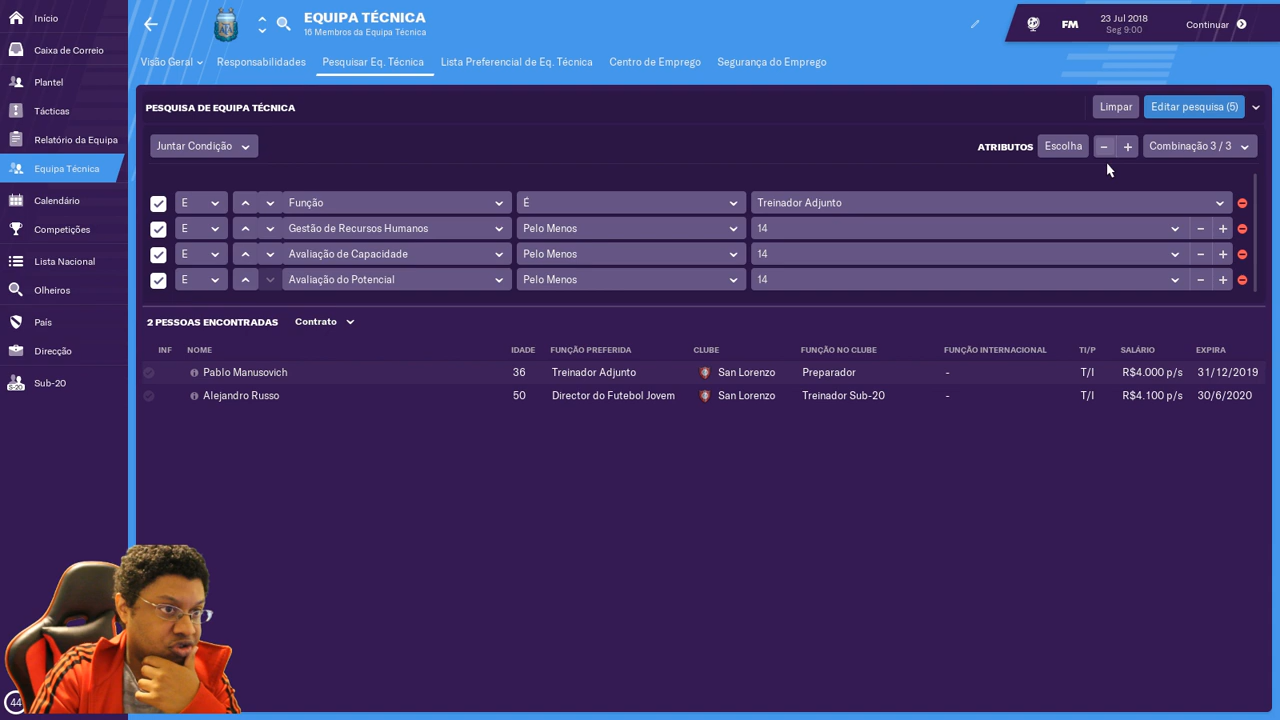 Início
Caixa de Correio
Plantel
Tácticas
Relatório da Equipa
Equipa Técnica
Calendário
Competições
Lista Nacional
Olheiros
País
Direcção
S-20 Sub-20
44
EQUIPA TÉCNICA
16 Membros da Equipa Técnica
FM
23 Jul 2018
Seg 9:00
Continuar
Visão Geral Responsabilidades Pesquisar Eq. Técnica Lista Preferencial de Eq. Técnica Centro de Emprego Segurança do Emprego
PESQUISA DE EQUIPA TÉCNICA Limpar Editar pesquisa (5)
Juntar Condição ATRIBUTOS Escolha − + Combinação 3 / 3
E Função É Treinador Adjunto
E Gestão de Recursos Humanos Pelo Menos 14 − +
E Avaliação de Capacidade Pelo Menos 14 − +
E Avaliação do Potencial Pelo Menos 14 − +
2 PESSOAS ENCONTRADAS Contrato
INF NOME IDADE FUNÇÃO PREFERIDA CLUBE FUNÇÃO NO CLUBE FUNÇÃO INTERNACIONAL TI/P SALÁRIO EXPIRA
Pablo Manusovich 36 Treinador Adjunto San Lorenzo Preparador - T/I R$4.000 p/s 31/12/2019
Alejandro Russo 50 Director do Futebol Jovem San Lorenzo Treinador Sub-20 - T/I R$4.100 p/s 30/6/2020